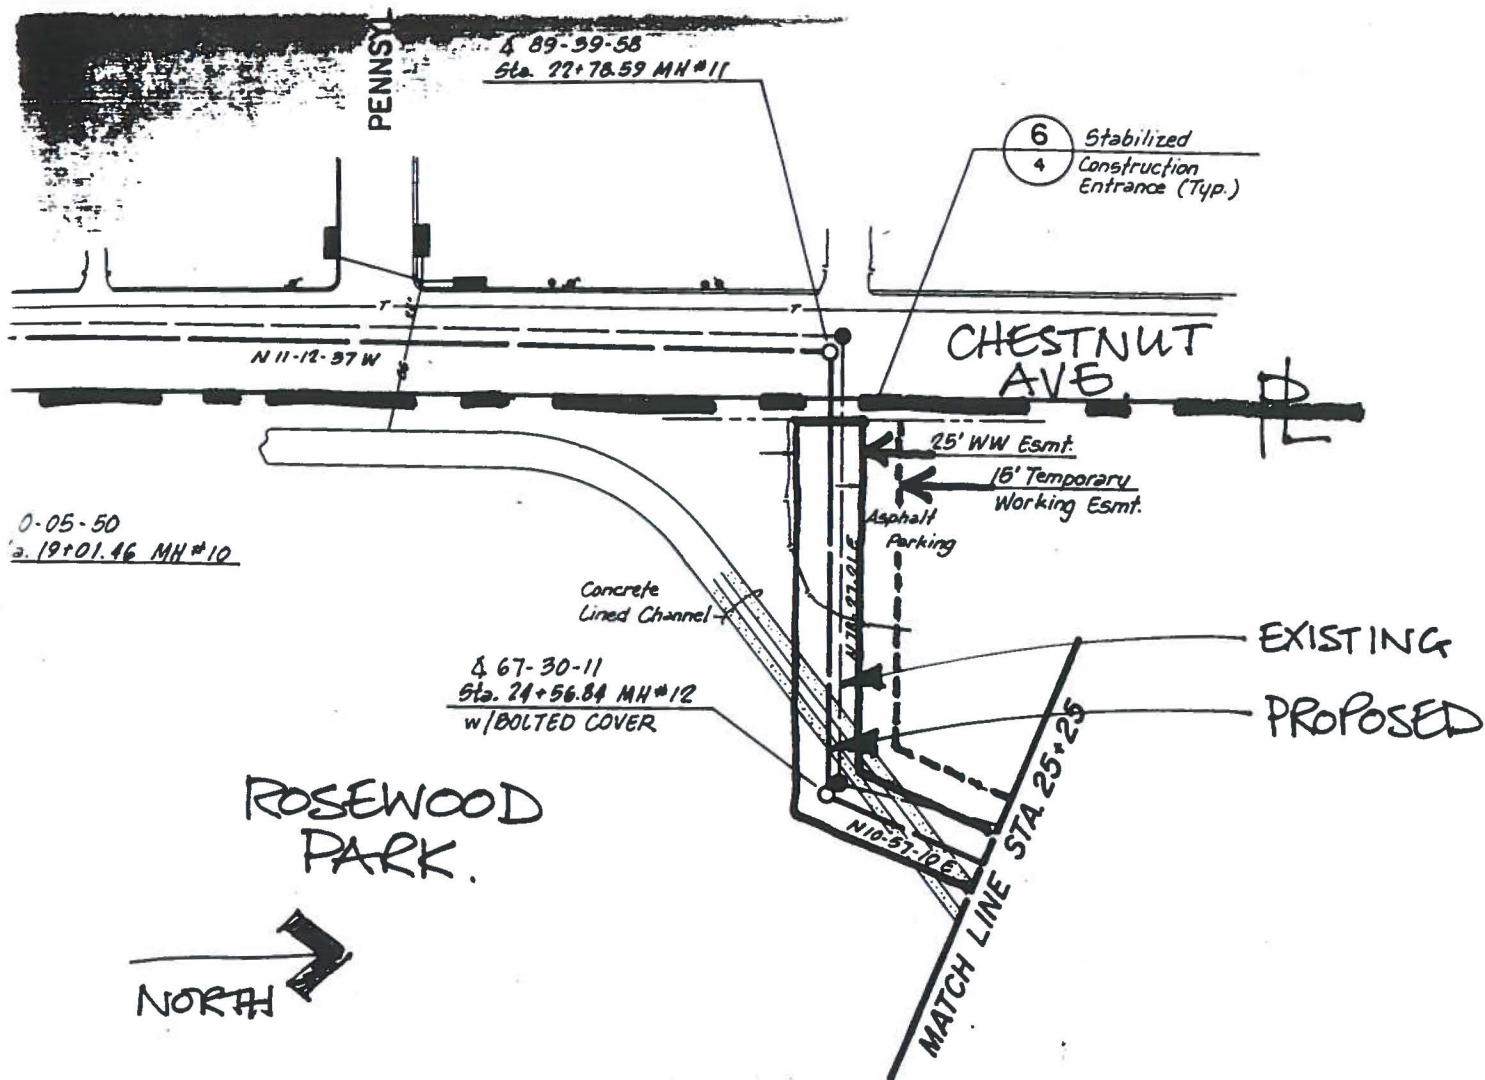 PENNSYL
∡ 89-39-58
Sta. 22+78.59 MH#11
6
4
Stabilized
Construction
Entrance (Typ.)
T
T
N 11-12-37 W
CHESTNUT
AVE.
PL
25' WW Esmt.
15' Temporary
Working Esmt.
Asphalt
Parking
0-05-50
a. 19+01.46 MH#10
Concrete
Lined Channel
EXISTING
∡ 67-30-11
Sta. 24+56.84 MH#12
w/BOLTED COVER
PROPOSED
ROSEWOOD
PARK.
N10-57-10E
MATCH LINE STA. 25+25
NORTH